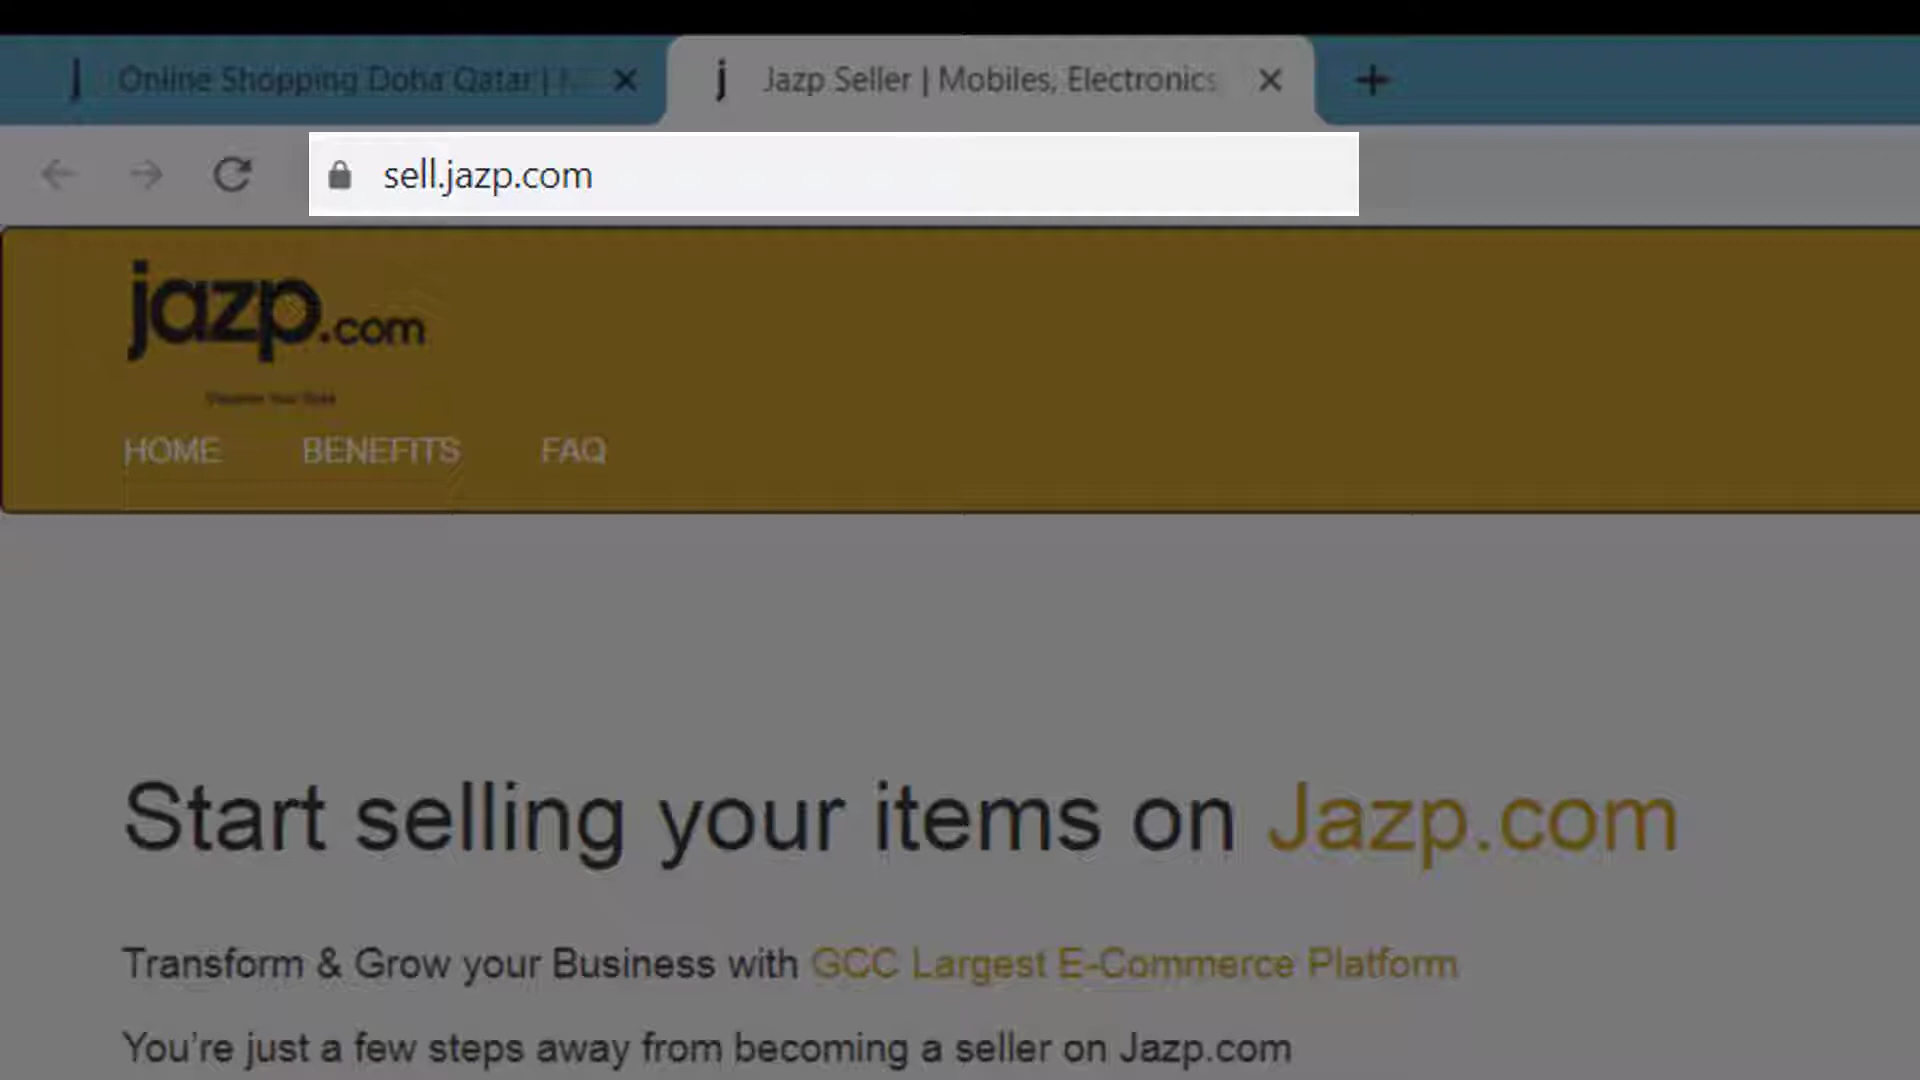 j Online Shopping Doha Qatar |
j Jazp Seller | Mobiles, Electronics
sell.jazp.com
jazp.com
HOME BENEFITS FAQ
Start selling your items on Jazp.com
Transform & Grow your Business with GCC Largest E-Commerce Platform
You're just a few steps away from becoming a seller on Jazp.com